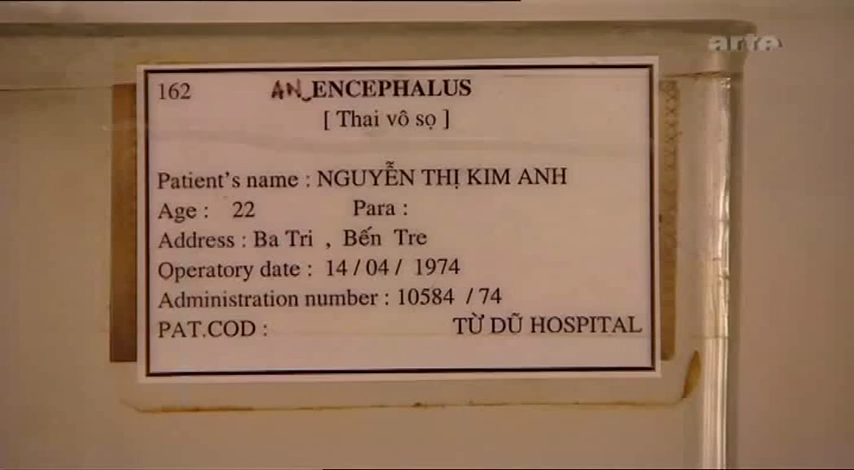 arte
162 AN_ENCEPHALUS
[ Thai vô sọ ]
Patient's name : NGUYỄN THỊ KIM ANH
Age : 22 Para :
Address : Ba Tri , Bến Tre
Operatory date : 14 / 04 / 1974
Administration number : 10584 / 74
PAT.COD : TỪ DŨ HOSPITAL